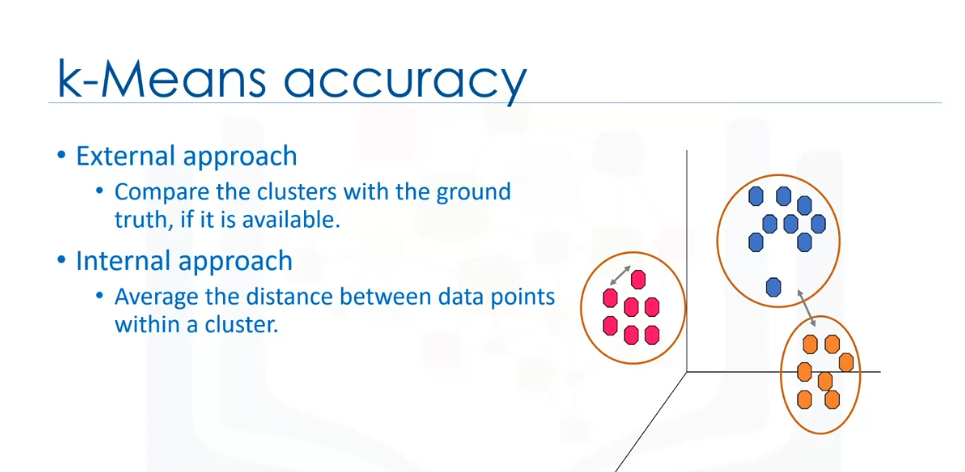 k-Means accuracy
• External approach
• Compare the clusters with the ground
truth, if it is available.
• Internal approach
• Average the distance between data points
within a cluster.